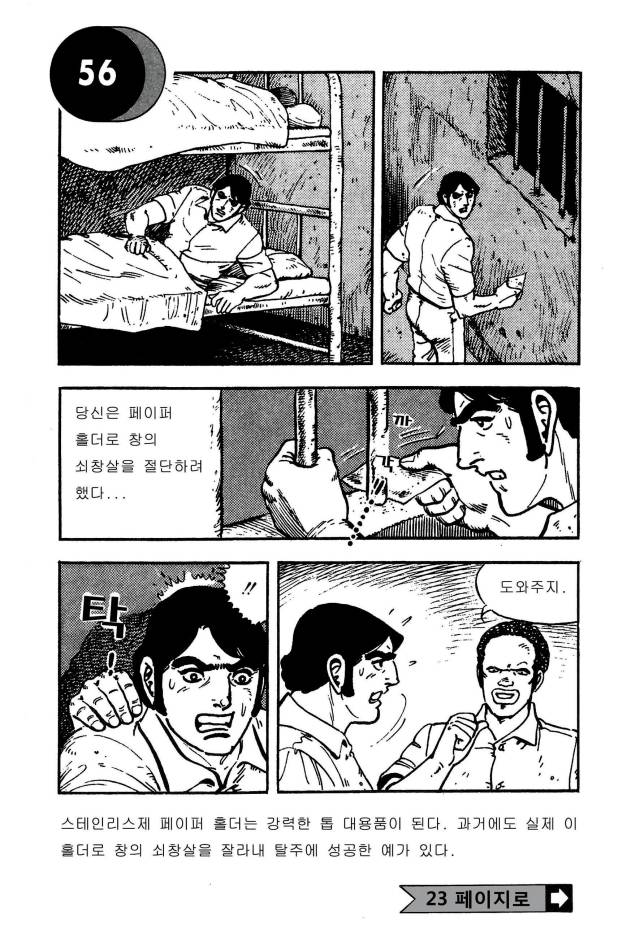 56
당신은 페이퍼
홀더로 창의
쇠창살을 절단하려
했다...
까
까
탁
!
!!
도와주지.
스테인리스제 페이퍼 홀더는 강력한 톱 대용품이 된다. 과거에도 실제 이
홀더로 창의 쇠창살을 잘라내 탈주에 성공한 예가 있다.
23 페이지로